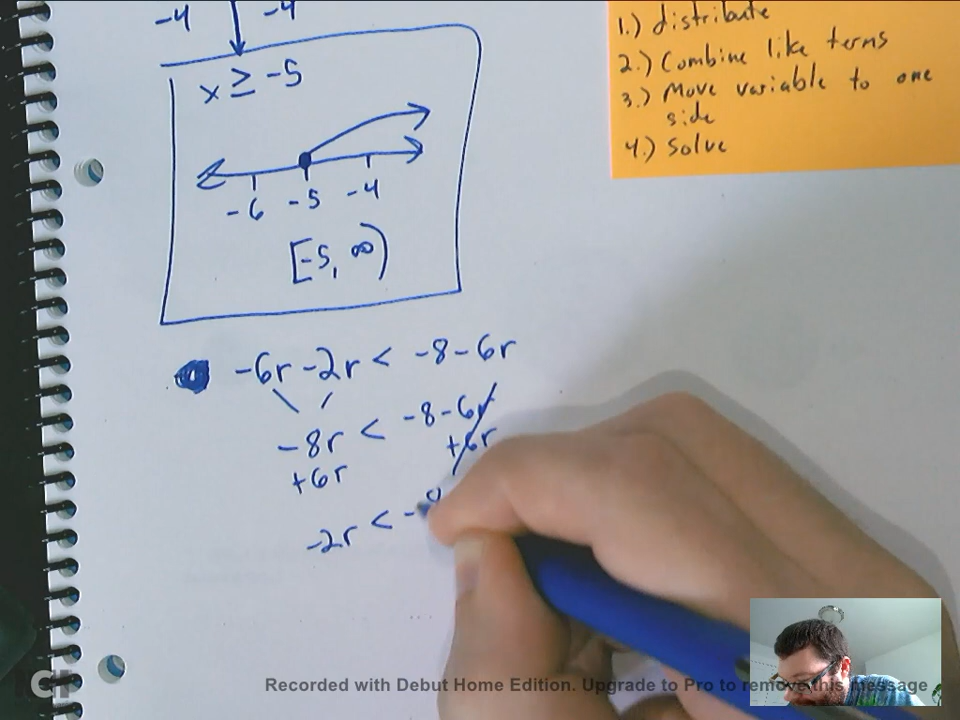 -4 -4
x ≥ -5
-6 -5 -4
[-5, ∞)
-6r -2r < -8 - 6r
-8r < -8 - 6r
+6r +6r
-2r < -8
1.) distribute
2.) Combine like terms
3.) Move variable to one
side
4.) Solve
Recorded with Debut Home Edition. Upgrade to Pro to remove this message